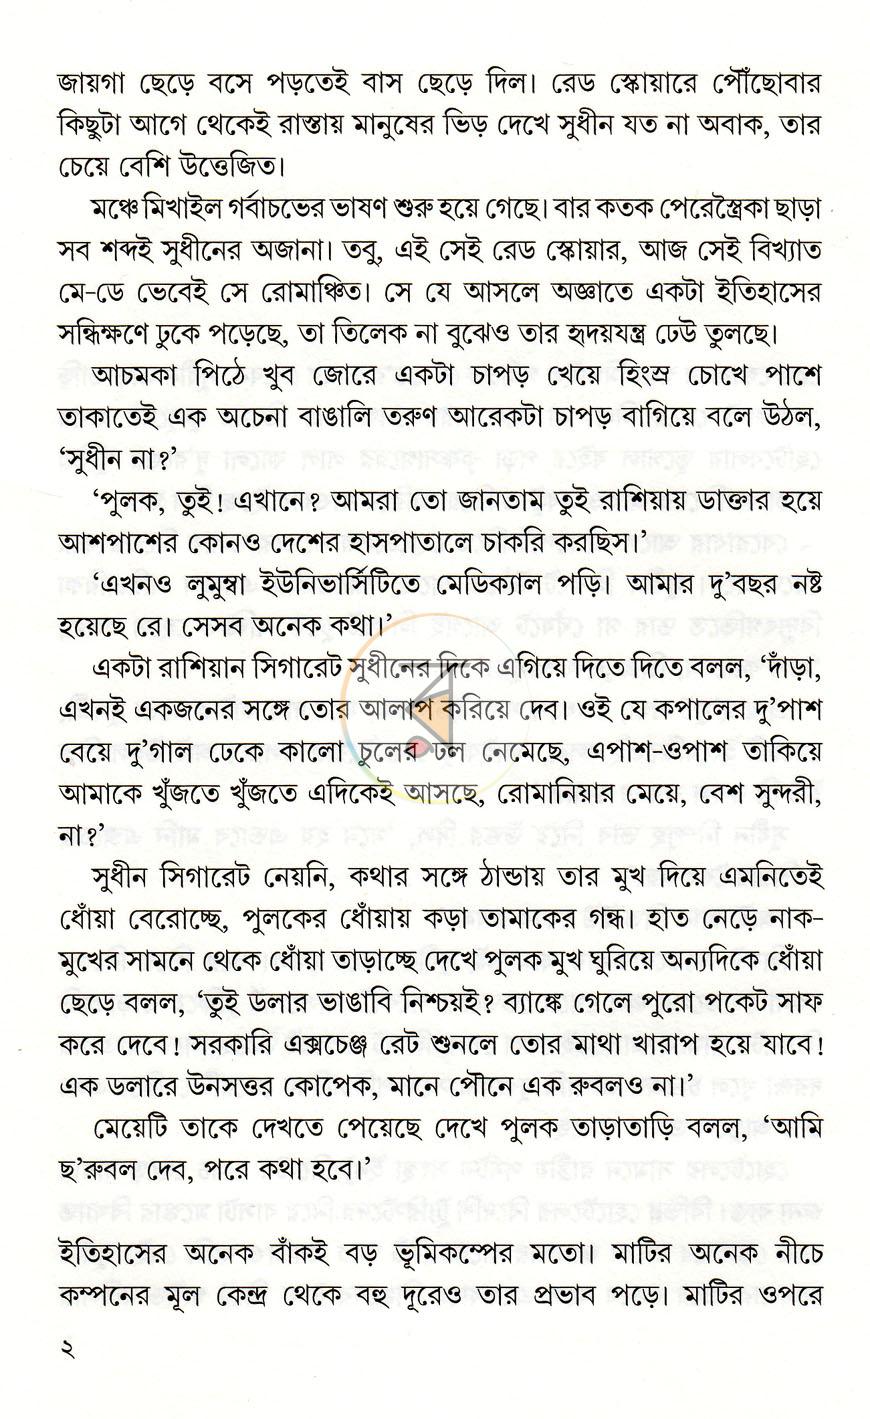 জায়গা ছেড়ে বসে পড়তেই বাস ছেড়ে দিল। রেড স্কোয়ারে পৌঁছোবার
কিছুটা আগে থেকেই রাস্তায় মানুষের ভিড় দেখে সুধীন যত না অবাক, তার
চেয়ে বেশি উত্তেজিত।
মঞ্চে মিখাইল গর্বাচভের ভাষণ শুরু হয়ে গেছে। বার কতক পেরেস্ত্রৈকা ছাড়া
সব শব্দই সুধীনের অজানা। তবু, এই সেই রেড স্কোয়ার, আজ সেই বিখ্যাত
মে-ডে ভেবেই সে রোমাঞ্চিত। সে যে আসলে অজ্ঞাতে একটা ইতিহাসের
সন্ধিক্ষণে ঢুকে পড়েছে, তা তিলেক না বুঝেও তার হৃদয়যন্ত্র ঢেউ তুলছে।
আচমকা পিঠে খুব জোরে একটা চাপড় খেয়ে হিংস্র চোখে পাশে
তাকাতেই এক অচেনা বাঙালি তরুণ আরেকটা চাপড় বাগিয়ে বলে উঠল,
‘সুধীন না?’
‘পুলক, তুই! এখানে? আমরা তো জানতাম তুই রাশিয়ায় ডাক্তার হয়ে
আশপাশের কোনও দেশের হাসপাতালে চাকরি করছিস।’
‘এখনও লুমুম্বা ইউনিভার্সিটিতে মেডিক্যাল পড়ি। আমার দু’বছর নষ্ট
হয়েছে রে। সেসব অনেক কথা।’
একটা রাশিয়ান সিগারেট সুধীনের দিকে এগিয়ে দিতে দিতে বলল, ‘দাঁড়া,
এখনই একজনের সঙ্গে তোর আলাপ করিয়ে দেব। ওই যে কপালের দু’পাশ
বেয়ে দু’গাল ঢেকে কালো চুলের ঢল নেমেছে, এপাশ-ওপাশ তাকিয়ে
আমাকে খুঁজতে খুঁজতে এদিকেই আসছে, রোমানিয়ার মেয়ে, বেশ সুন্দরী,
না?’
সুধীন সিগারেট নেয়নি, কথার সঙ্গে ঠান্ডায় তার মুখ দিয়ে এমনিতেই
ধোঁয়া বেরোচ্ছে, পুলকের ধোঁয়ায় কড়া তামাকের গন্ধ। হাত নেড়ে নাক-
মুখের সামনে থেকে ধোঁয়া তাড়াচ্ছে দেখে পুলক মুখ ঘুরিয়ে অন্যদিকে ধোঁয়া
ছেড়ে বলল, ‘তুই ডলার ভাঙাবি নিশ্চয়ই? ব্যাঙ্কে গেলে পুরো পকেট সাফ
করে দেবে! সরকারি এক্সচেঞ্জ রেট শুনলে তোর মাথা খারাপ হয়ে যাবে!
এক ডলারে উনসত্তর কোপেক, মানে পৌনে এক রুবলও না।’
মেয়েটি তাকে দেখতে পেয়েছে দেখে পুলক তাড়াতাড়ি বলল, ‘আমি
ছ’রুবল দেব, পরে কথা হবে।’
ইতিহাসের অনেক বাঁকই বড় ভূমিকম্পের মতো। মাটির অনেক নীচে
কম্পনের মূল কেন্দ্র থেকে বহু দূরেও তার প্রভাব পড়ে। মাটির ওপরে
২